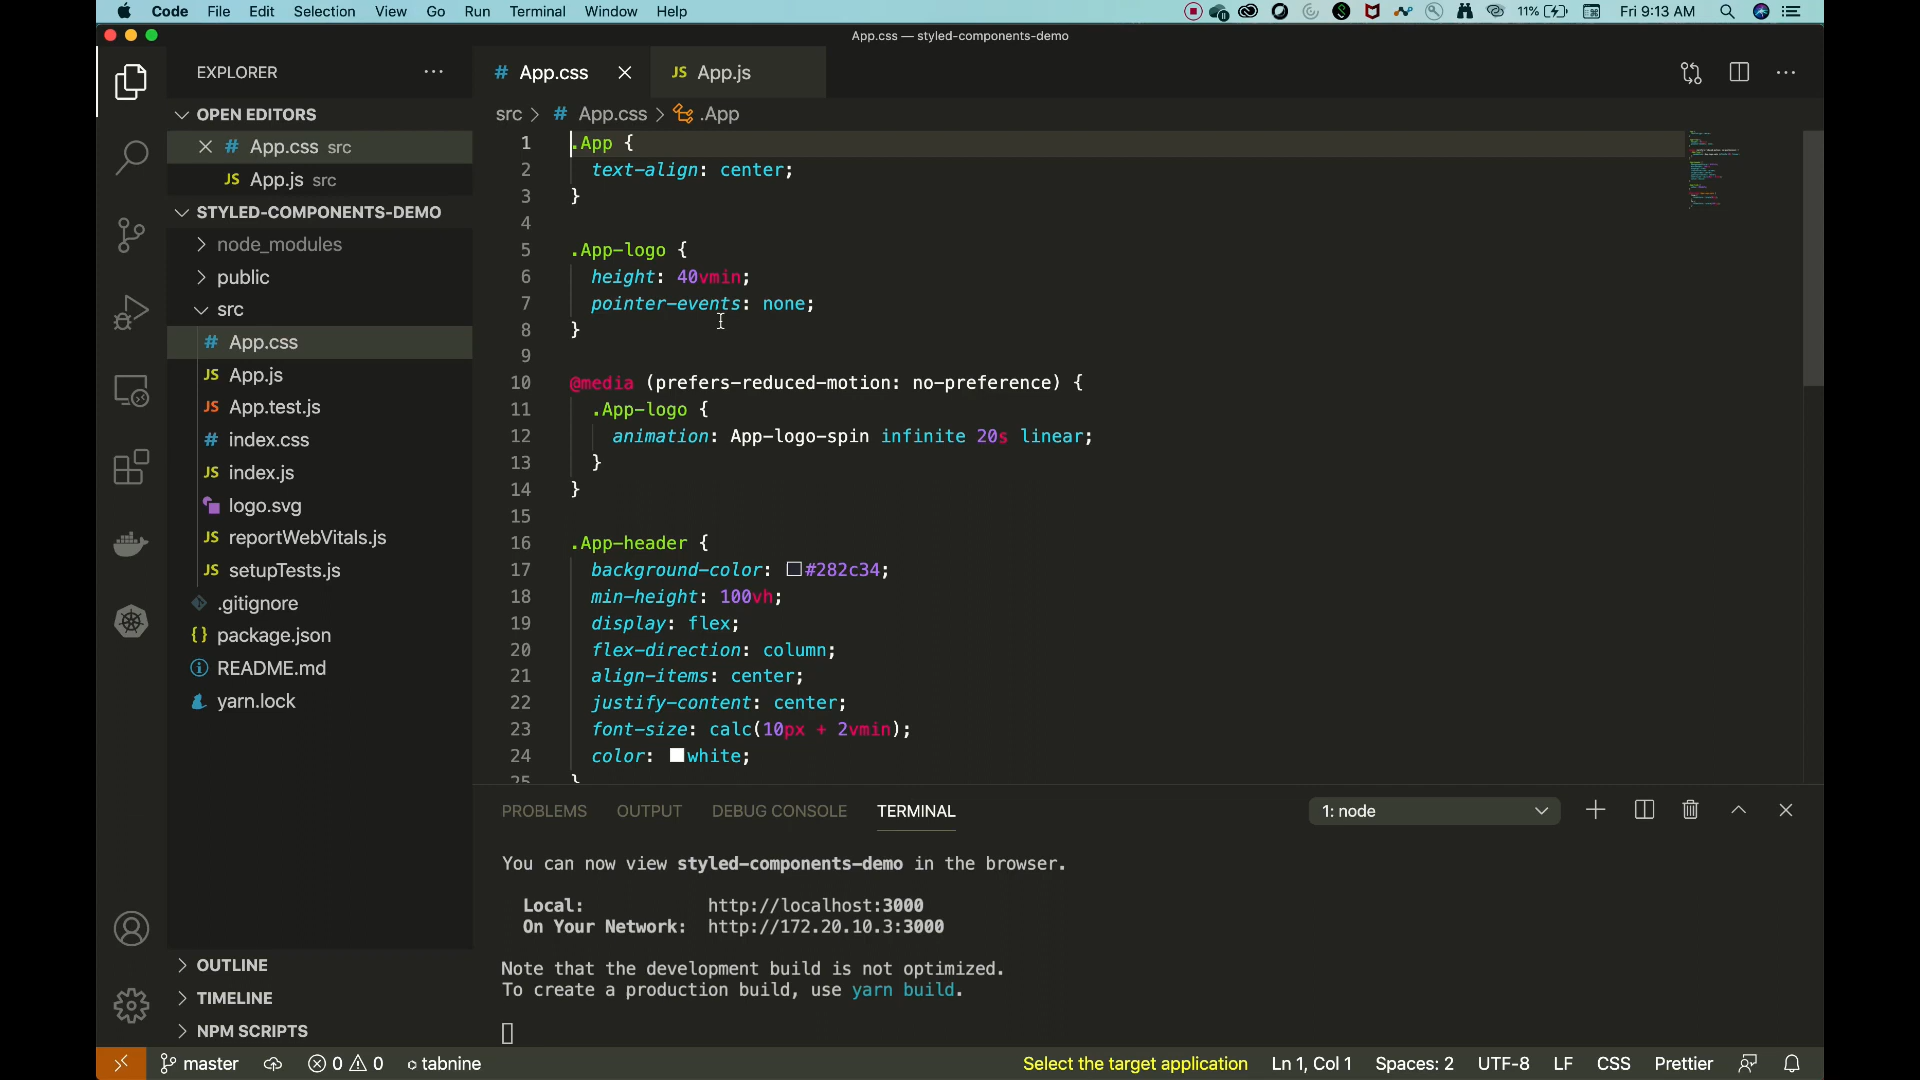 Code File Edit Selection View Go Run Terminal Window Help 11% Fri 9:13 AM
App.css — styled-components-demo
EXPLORER
OPEN EDITORS
# App.css src
JS App.js src
STYLED-COMPONENTS-DEMO
node_modules
public
src
# App.css
JS App.js
JS App.test.js
# index.css
JS index.js
logo.svg
JS reportWebVitals.js
JS setupTests.js
.gitignore
{} package.json
README.md
yarn.lock
OUTLINE
TIMELINE
NPM SCRIPTS
# App.css JS App.js
src > # App.css > .App
1 .App {
2 text-align: center;
3 }
4
5 .App-logo {
6 height: 40vmin;
7 pointer-events: none;
8 }
9
10 @media (prefers-reduced-motion: no-preference) {
11 .App-logo {
12 animation: App-logo-spin infinite 20s linear;
13 }
14 }
15
16 .App-header {
17 background-color: #282c34;
18 min-height: 100vh;
19 display: flex;
20 flex-direction: column;
21 align-items: center;
22 justify-content: center;
23 font-size: calc(10px + 2vmin);
24 color: white;
25 }
PROBLEMS OUTPUT DEBUG CONSOLE TERMINAL 1: node
You can now view styled-components-demo in the browser.
Local: http://localhost:3000
On Your Network: http://172.20.10.3:3000
Note that the development build is not optimized.
To create a production build, use yarn build.
master 0 0 tabnine Select the target application Ln 1, Col 1 Spaces: 2 UTF-8 LF CSS Prettier